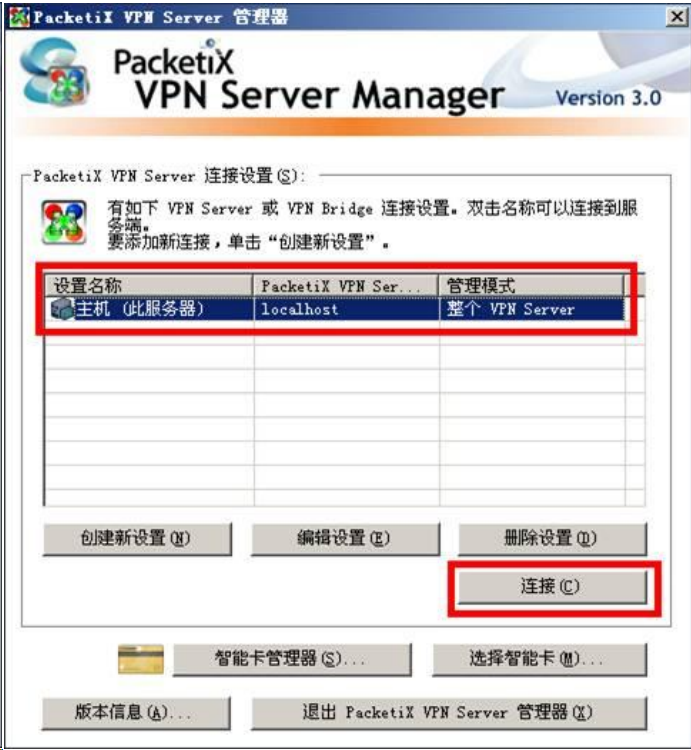 PacketiX VPN Server 管理器
PacketiX
VPN Server Manager
Version 3.0
PacketiX VPN Server 连接设置(S):
有如下 VPN Server 或 VPN Bridge 连接设置。双击名称可以连接到服
务端。
要添加新连接，单击“创建新设置”。
设置名称 PacketiX VPN Ser... 管理模式
主机 (此服务器) localhost 整个 VPN Server
创建新设置(N) 编辑设置(E) 删除设置(D)
连接(C)
智能卡管理器(S)... 选择智能卡(M)...
版本信息(A)... 退出 PacketiX VPN Server 管理器(X)